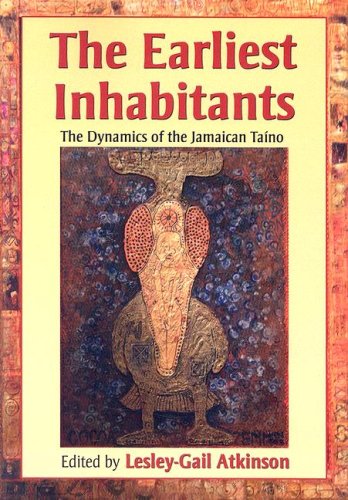 The Earliest
Inhabitants
The Dynamics of the Jamaican Taíno
Edited by Lesley-Gail Atkinson